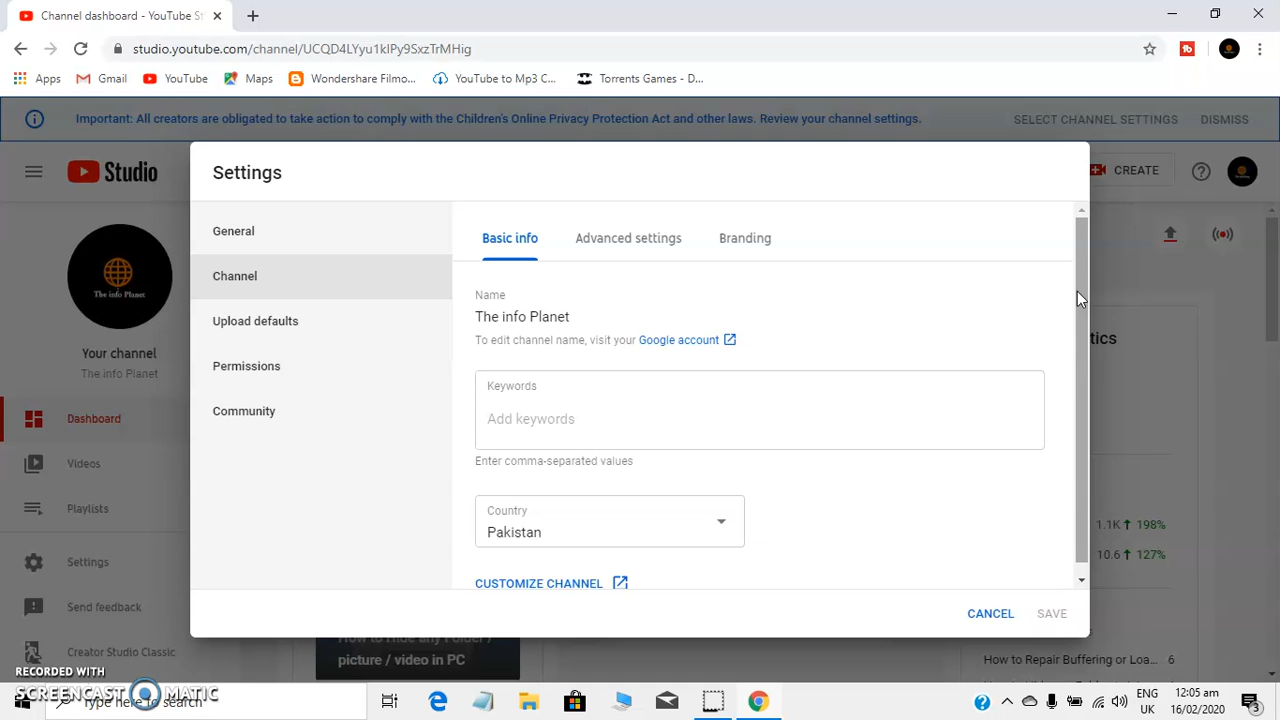 Channel dashboard - YouTube St
studio.youtube.com/channel/UCQD4LYyu1kIPy9SxzTrMHig
Apps
Gmail
YouTube
Maps
Wondershare Filmo...
YouTube to Mp3 C...
Torrents Games - D...
Important: All creators are obligated to take action to comply with the Children's Online Privacy Protection Act and other laws. Review your channel settings.
SELECT CHANNEL SETTINGS
DISMISS
Studio
CREATE
Settings
General
Channel
Upload defaults
Permissions
Community
Basic info
Advanced settings
Branding
Name
The info Planet
To edit channel name, visit your Google account
Keywords
Add keywords
Enter comma-separated values
Country
Pakistan
CUSTOMIZE CHANNEL
CANCEL
SAVE
The info Planet
Your channel
The info Planet
Dashboard
Videos
Playlists
Settings
Send feedback
Creator Studio Classic
How to Hide any Folder /
picture / video in PC
tics
1.1K 198%
10.6 127%
How to Repair Buffering or Loa... 6
RECORDED WITH
SCREENCAST MATIC
Type here to search
ENG
UK
12:05 am
16/02/2020
3